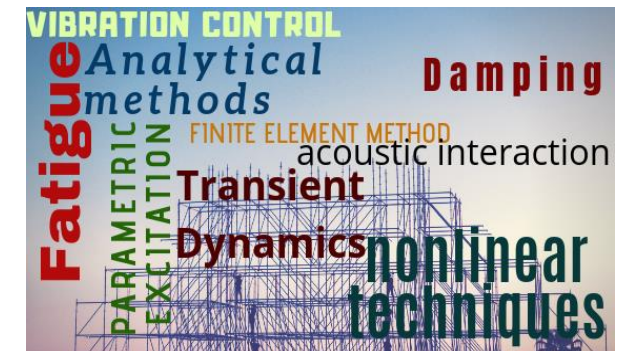 VIBRATION CONTROL
Analytical
methods
Damping
Fatigue
FINITE ELEMENT METHOD
acoustic interaction
PARAMETRIC
EXCITATION
Transient
Dynamics
nonlinear
techniques